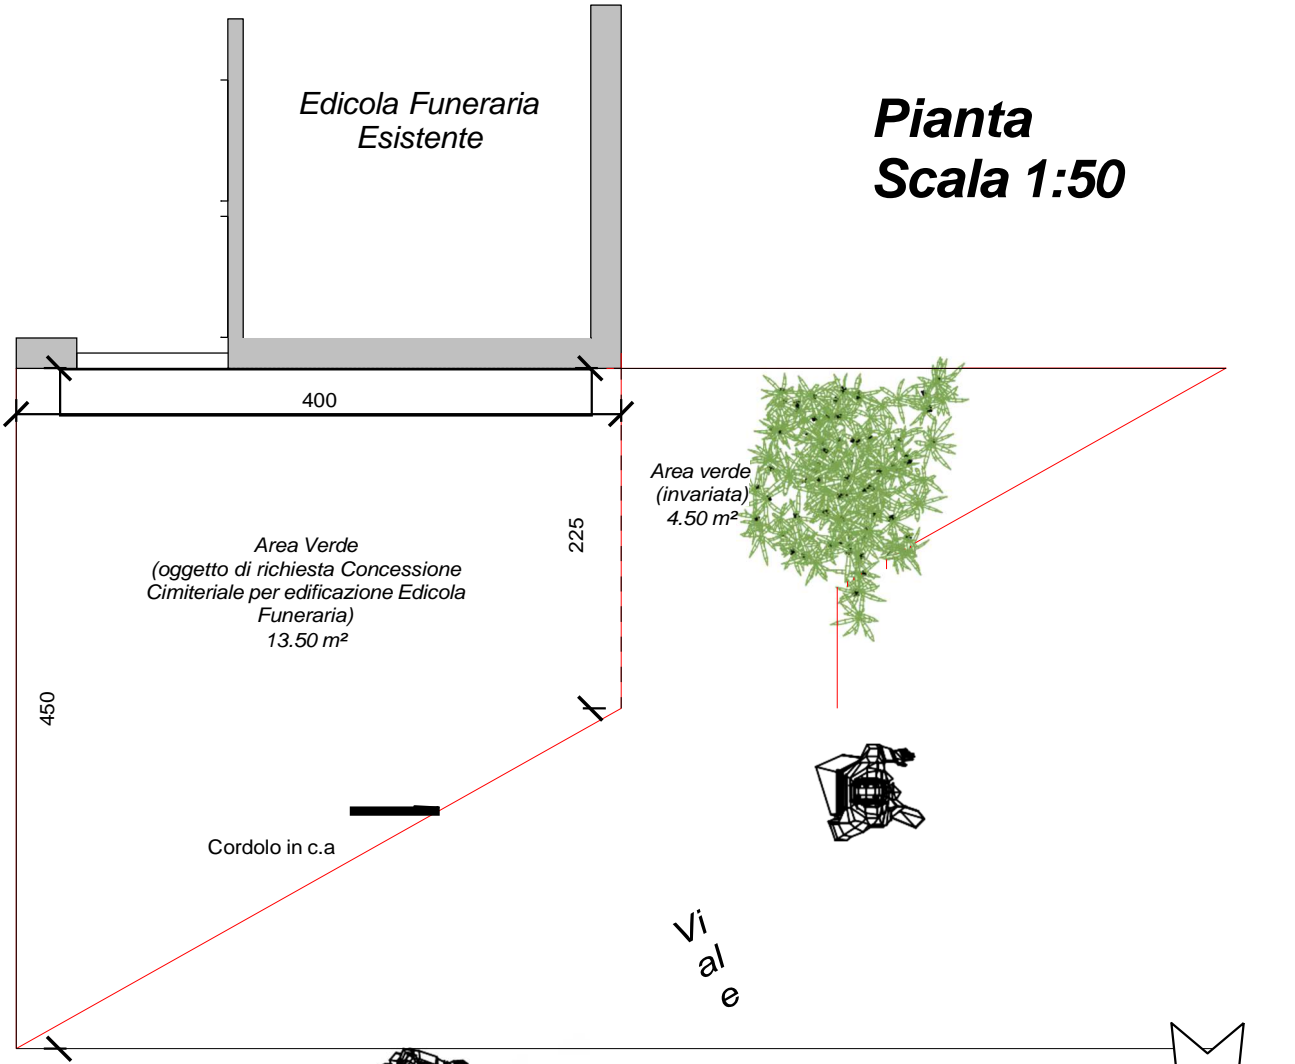 Edicola Funeraria
Esistente
Pianta
Scala 1:50
400
Area verde
(invariata)
4.50 m²
225
Area Verde
(oggetto di richiesta Concessione
Cimiteriale per edificazione Edicola
Funeraria)
13.50 m²
450
Cordolo in c.a
Vi
al
e